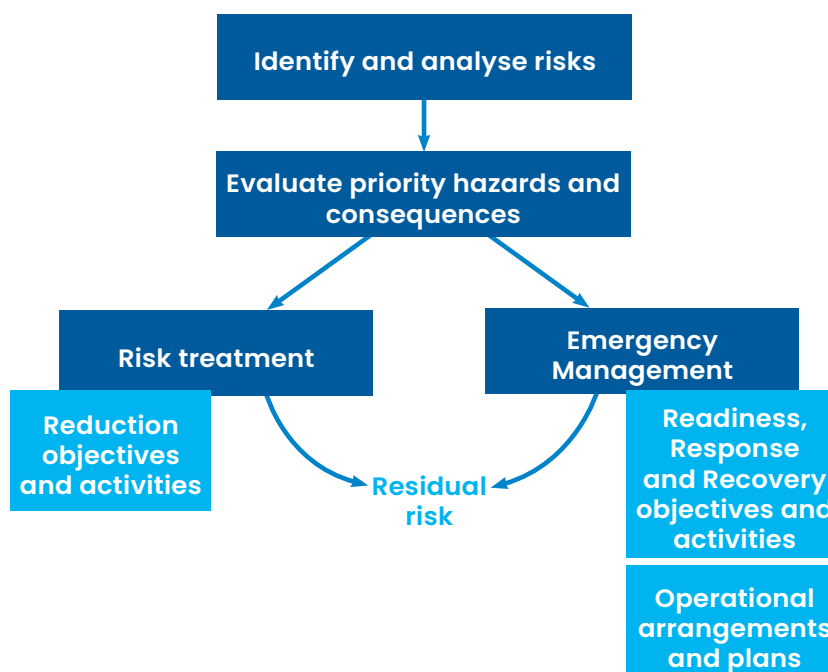 Identify and analyse risks
Evaluate priority hazards and
consequences
Risk treatment
Emergency
Management
Reduction
objectives
and activities
Residual
risk
Readiness,
Response
and Recovery
objectives and
activities
Operational
arrangements
and plans